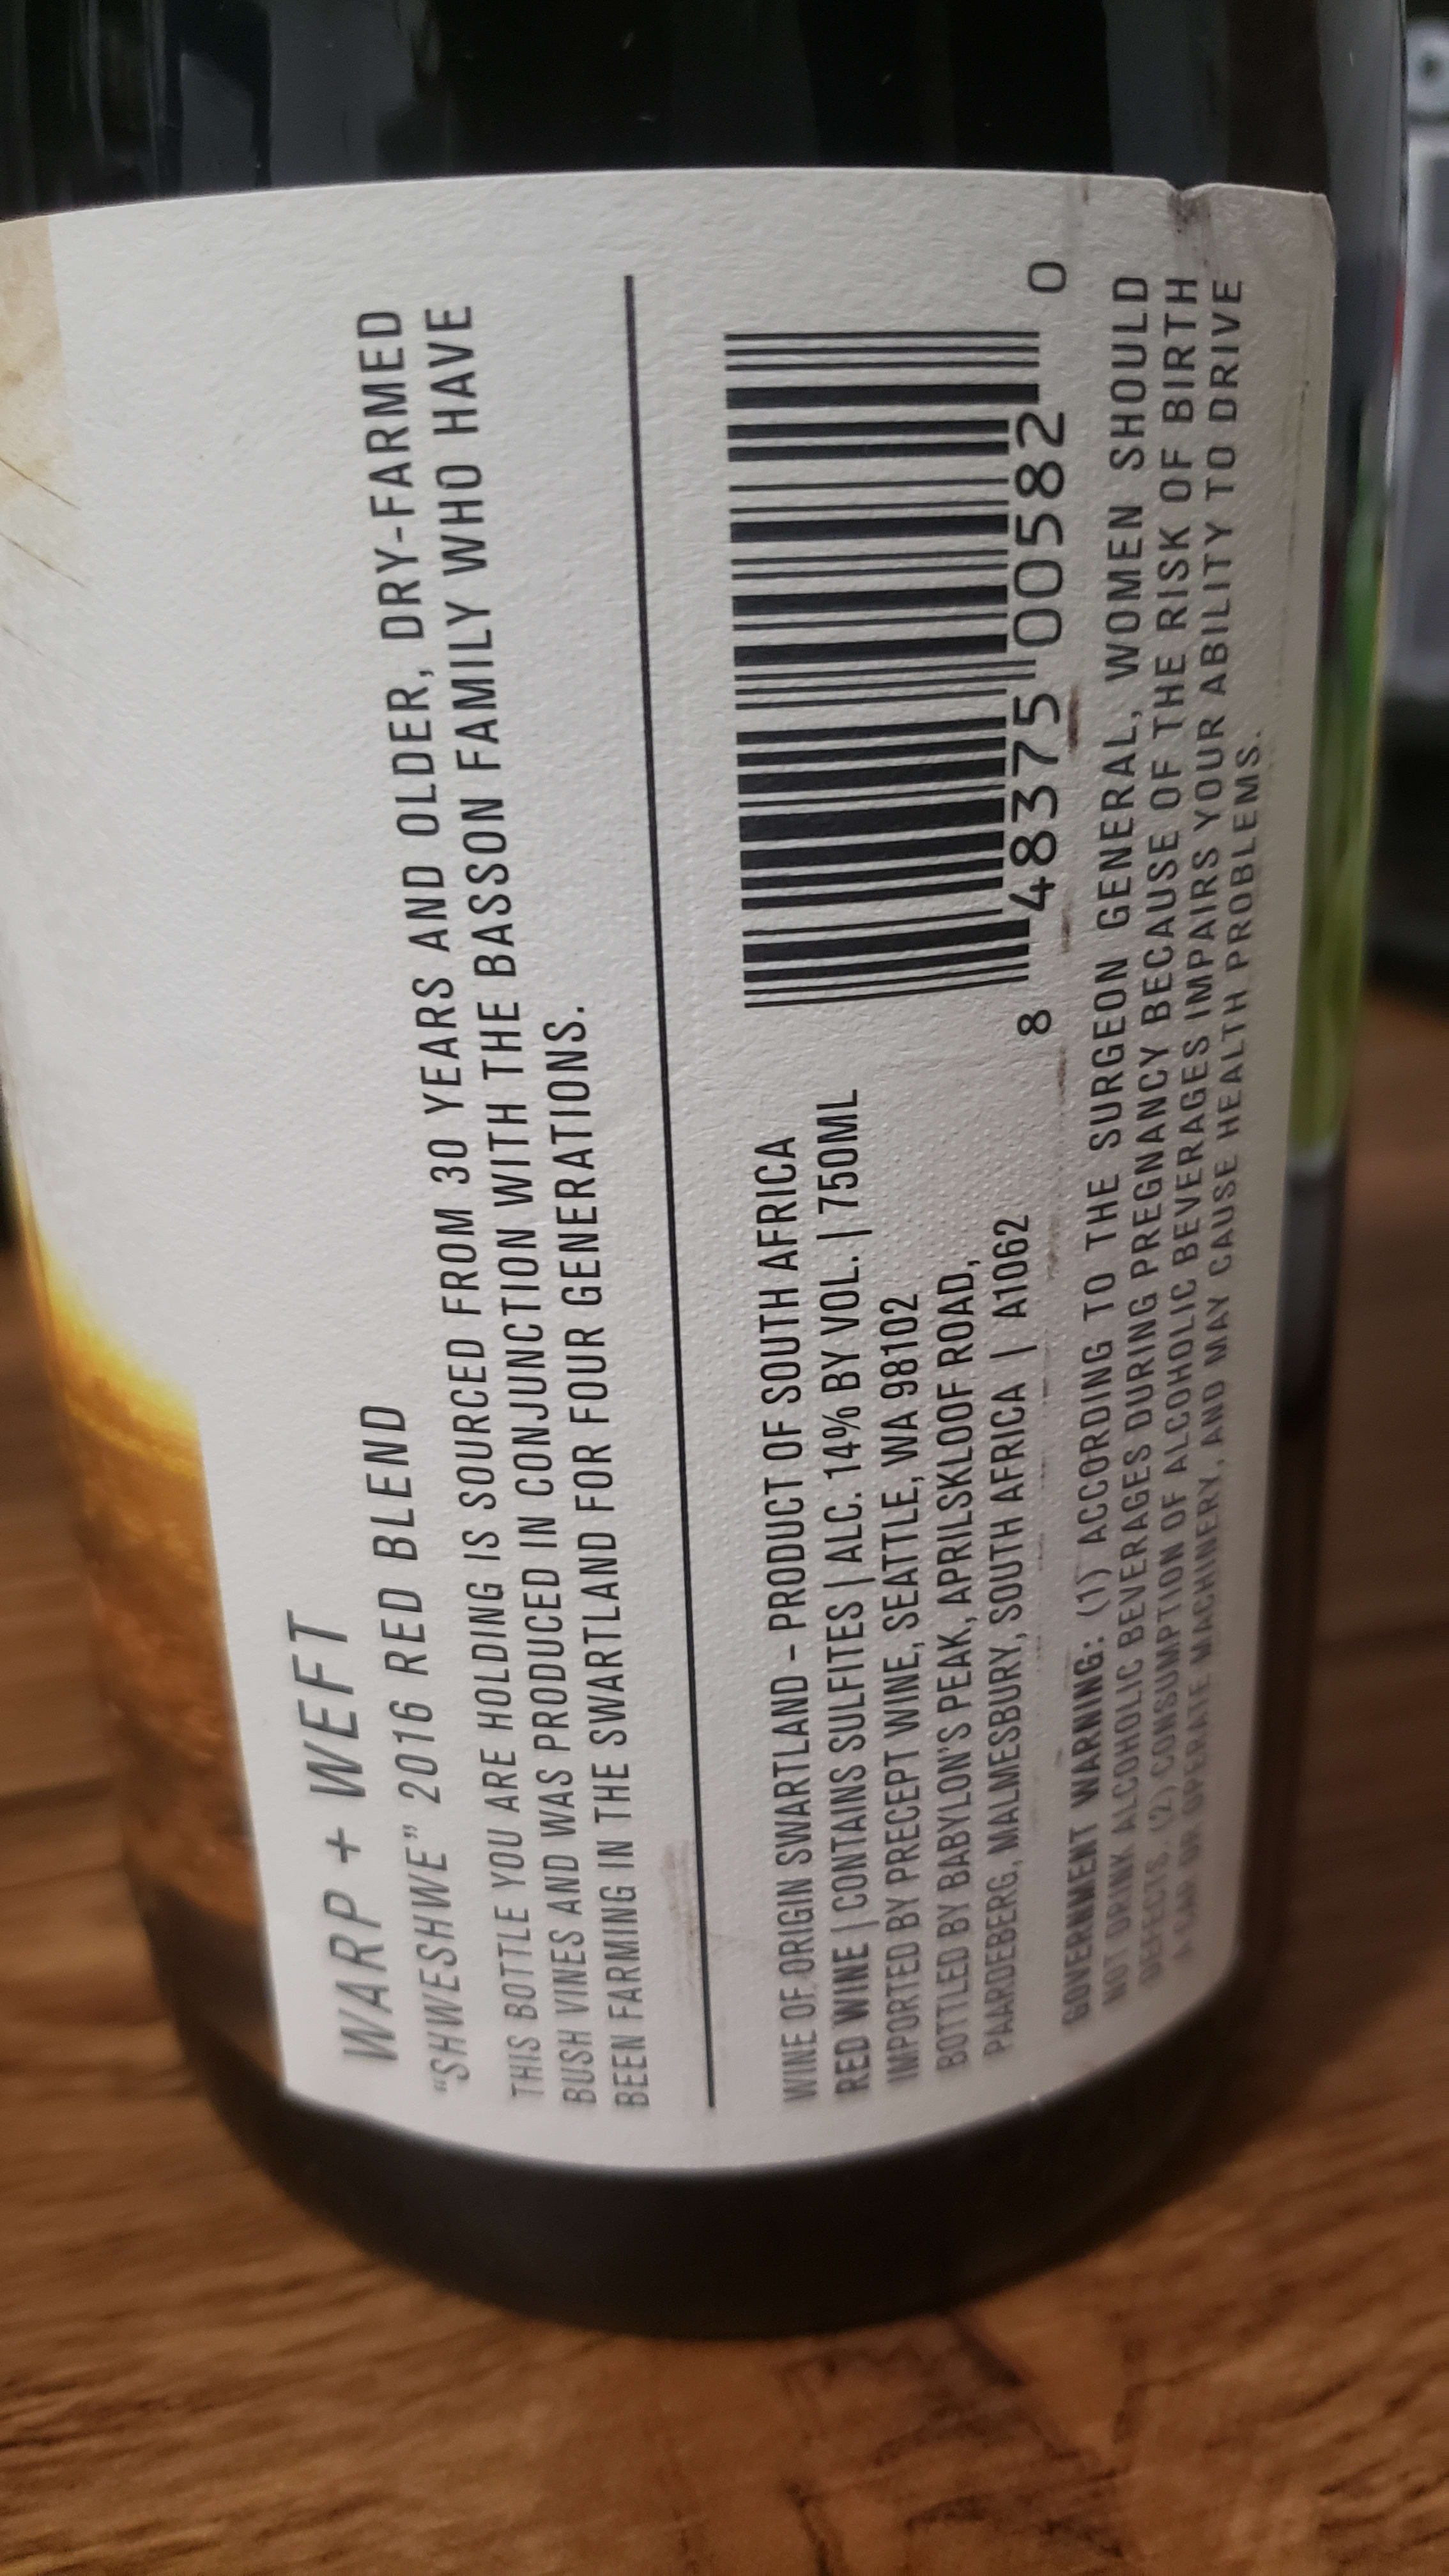 WARP + WEFT
"SHWESHWE" 2016 RED BLEND
THIS BOTTLE YOU ARE HOLDING IS SOURCED FROM 30 YEARS AND OLDER, DRY-FARMED
BUSH VINES AND WAS PRODUCED IN CONJUNCTION WITH THE BASSON FAMILY WHO HAVE
BEEN FARMING IN THE SWARTLAND FOR FOUR GENERATIONS.
WINE OF ORIGIN SWARTLAND – PRODUCT OF SOUTH AFRICA
RED WINE | CONTAINS SULFITES | ALC. 14% BY VOL. | 750ML
IMPORTED BY PRECEPT WINE, SEATTLE, WA 98102
BOTTLED BY BABYLON'S PEAK, APRILSKLOOF ROAD,
PAARDEBERG, MALMESBURY, SOUTH AFRICA | A1062
8 48375 00582 0
GOVERNMENT WARNING: (1) ACCORDING TO THE SURGEON GENERAL, WOMEN SHOULD
NOT DRINK ALCOHOLIC BEVERAGES DURING PREGNANCY BECAUSE OF THE RISK OF BIRTH
DEFECTS. (2) CONSUMPTION OF ALCOHOLIC BEVERAGES IMPAIRS YOUR ABILITY TO DRIVE
A CAR OR OPERATE MACHINERY, AND MAY CAUSE HEALTH PROBLEMS.